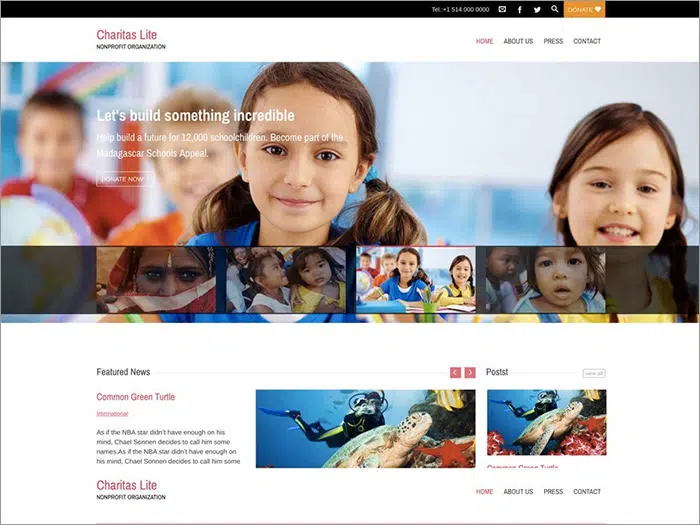 Tel.:+1 514 000 0000
DONATE
Charitas Lite
NONPROFIT ORGANIZATION
HOME ABOUT US PRESS CONTACT
Let's build something incredible
Help build a future for 12,000 schoolchildren. Become part of the
Madagascar Schools Appeal.
DONATE NOW
Featured News
Common Green Turtle
International
As if the NBA star didn't have enough on his
mind, Chael Sonnen decides to call him some
names.As if the NBA star didn't have enough on
his mind, Chael Sonnen decides to call him some
Postst
view all
Common Green Turtle
Charitas Lite
NONPROFIT ORGANIZATION
HOME ABOUT US PRESS CONTACT